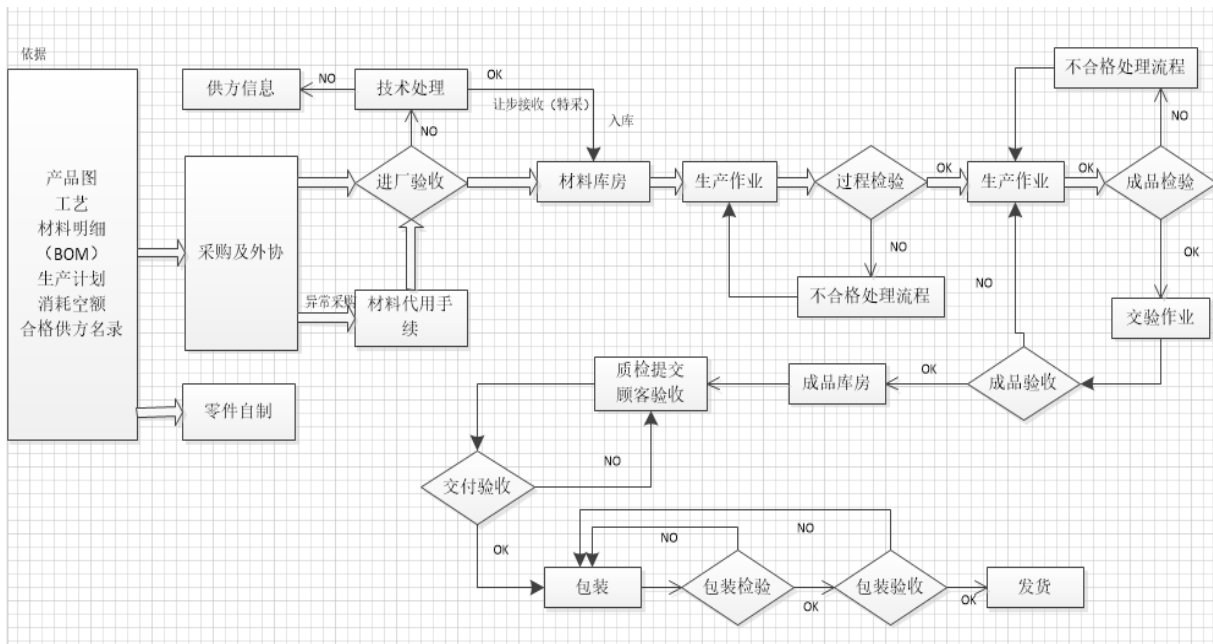 依据
产品图
工艺
材料明细
（BOM）
生产计划
消耗空额
合格供方名录
供方信息
NO
技术处理
OK
让步接收（特采）
入库
NO
采购及外协
进厂验收
异常采购
材料代用手
续
零件自制
材料库房
生产作业
过程检验
OK
NO
不合格处理流程
生产作业
OK
成品检验
NO
不合格处理流程
OK
交验作业
NO
成品验收
OK
成品库房
质检提交
顾客验收
NO
交付验收
OK
包装
NO
NO
包装检验
OK
包装验收
OK
发货